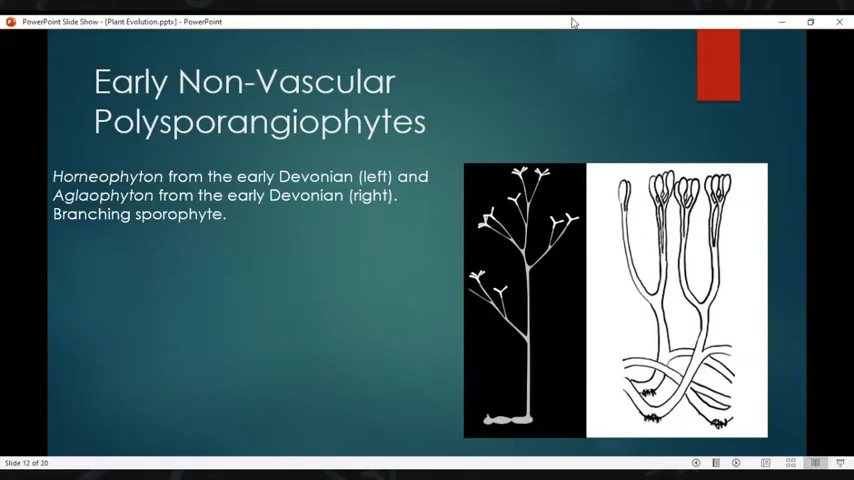 PowerPoint Slide Show - [Plant Evolution.pptx] - PowerPoint
Early Non-Vascular
Polysporangiophytes
Horneophyton from the early Devonian (left) and
Aglaophyton from the early Devonian (right).
Branching sporophyte.
Slide 12 of 20